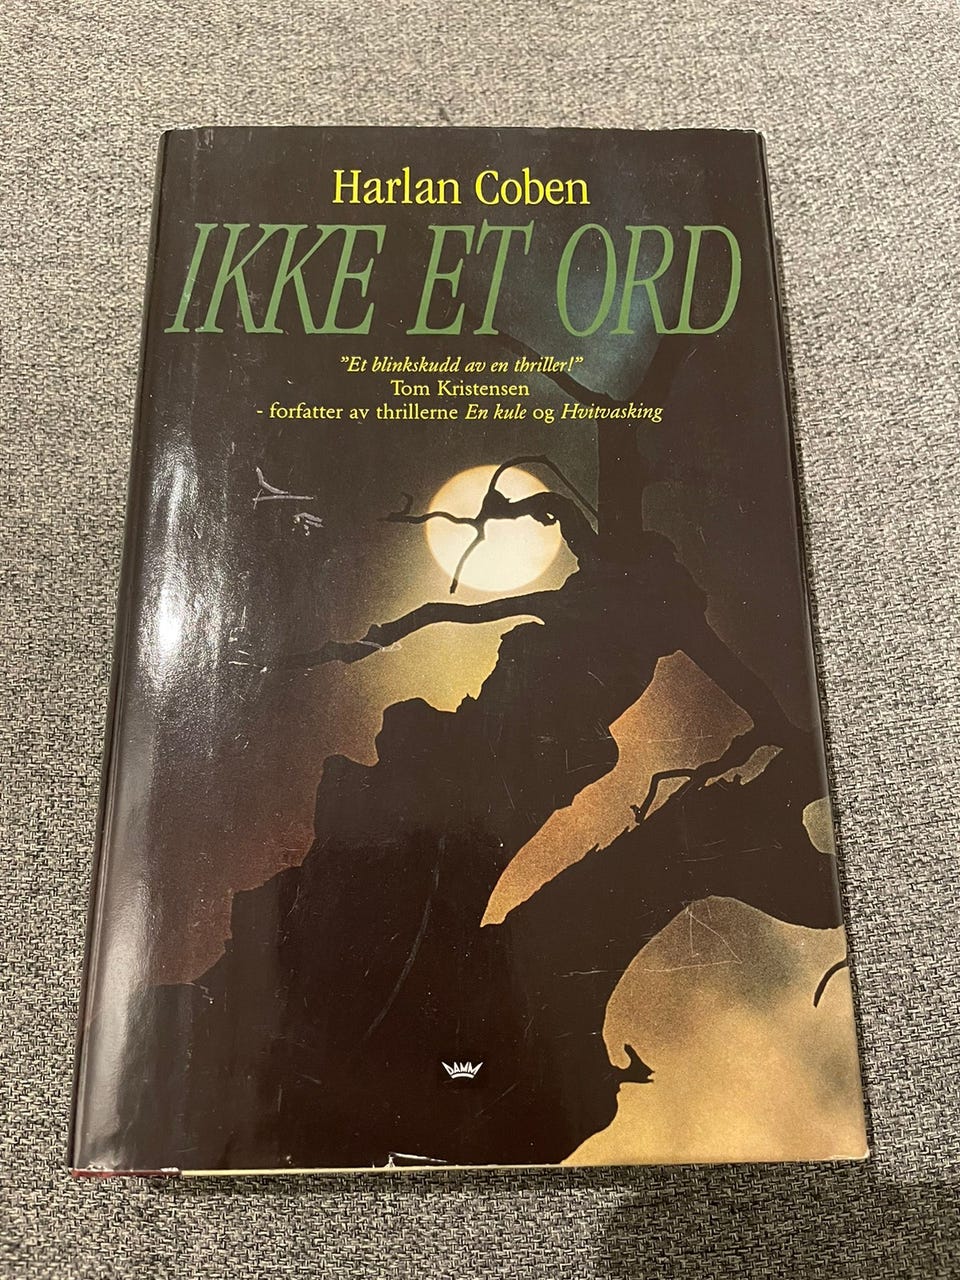 Harlan Coben
IKKE ET ORD
”Et blinkskudd av en thriller!”
Tom Kristensen
- forfatter av thrillerne En kule og Hvitvasking
DAMM